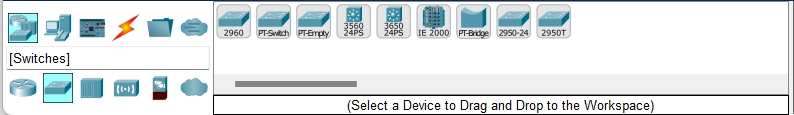 2960
PT-Switch
PT-Empty
3560
24PS
3650
24PS
IE 2000
PT-Bridge
2950-24
2950T
[Switches]
(Select a Device to Drag and Drop to the Workspace)